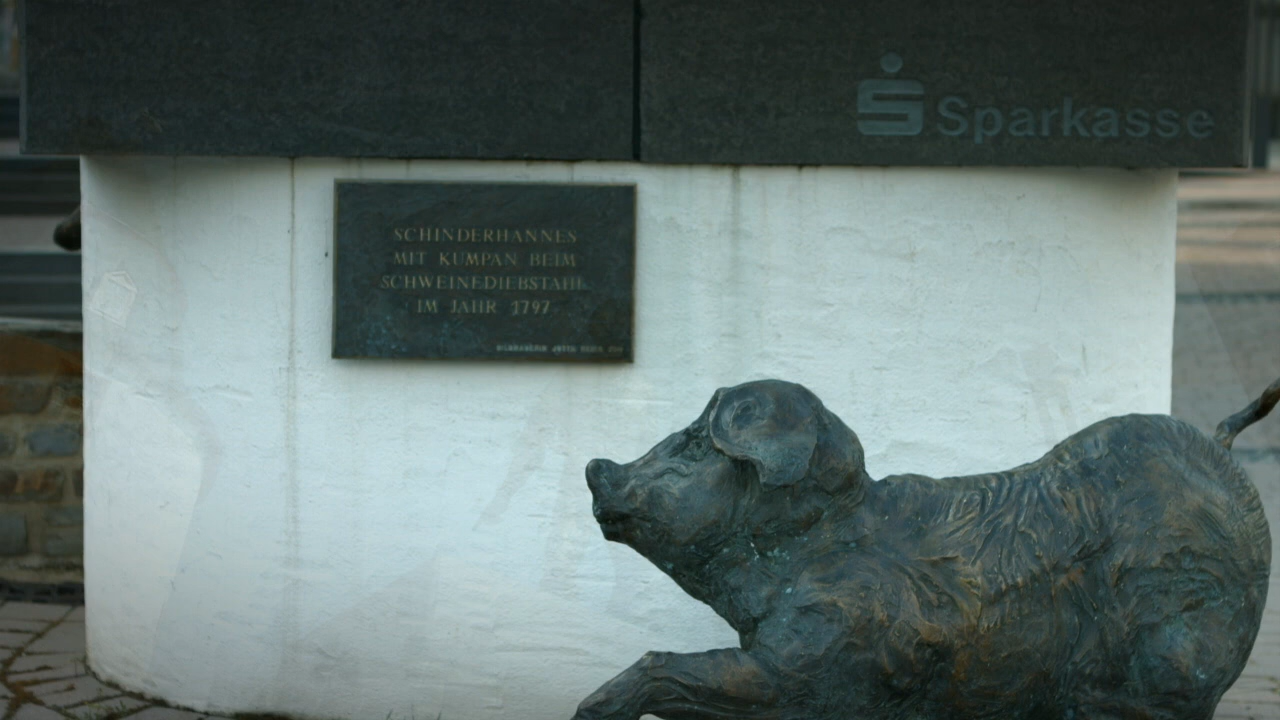 Sparkasse
SCHINDERHANNES
MIT KUMPAN BEIM
SCHWEINEDIEBSTAHL
IM JAHR 1797